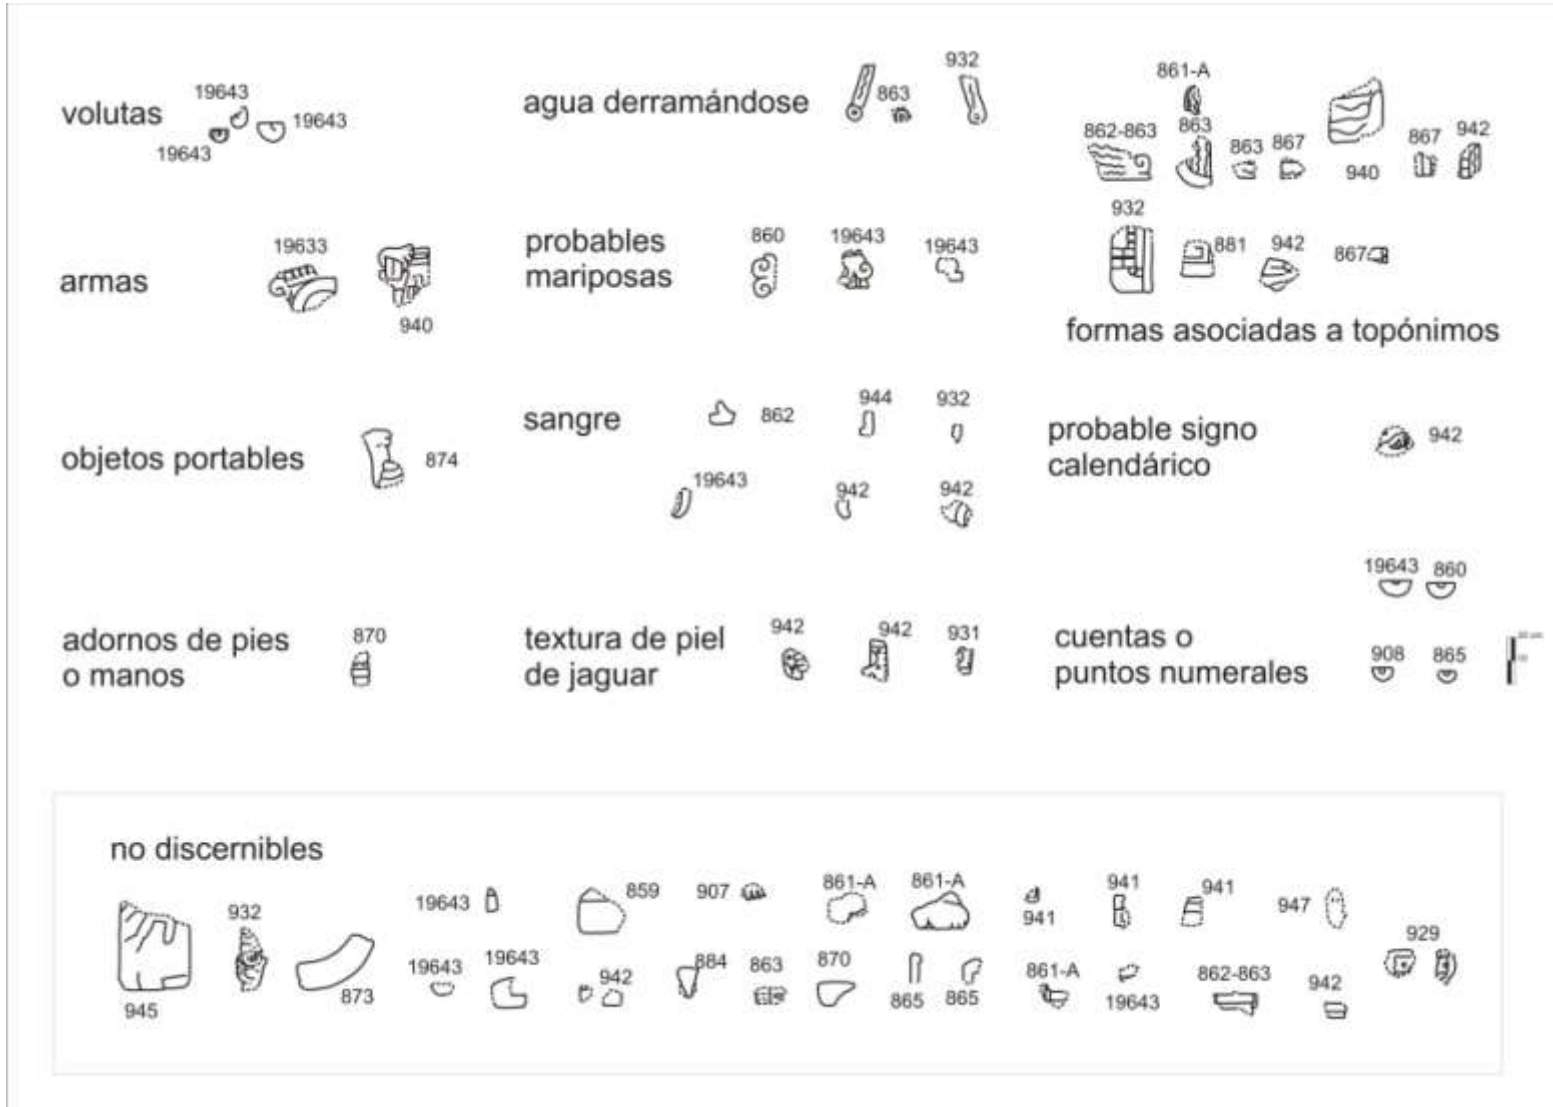 volutas
19643
19643
19643
agua derramándose
863
932
861-A
862-863
863
863
867
940
867
942
932
881
942
867
formas asociadas a topónimos
armas
19633
940
probables
mariposas
860
19643
19643
objetos portables
874
sangre
862
944
932
19643
942
942
probable signo
calendárico
942
adornos de pies
o manos
870
textura de piel
de jaguar
942
942
931
cuentas o
puntos numerales
19643
860
908
865
no discernibles
945
932
873
19643
859
907
861-A
861-A
941
941
941
947
929
19643
19643
942
884
863
870
865
865
861-A
19643
862-863
942